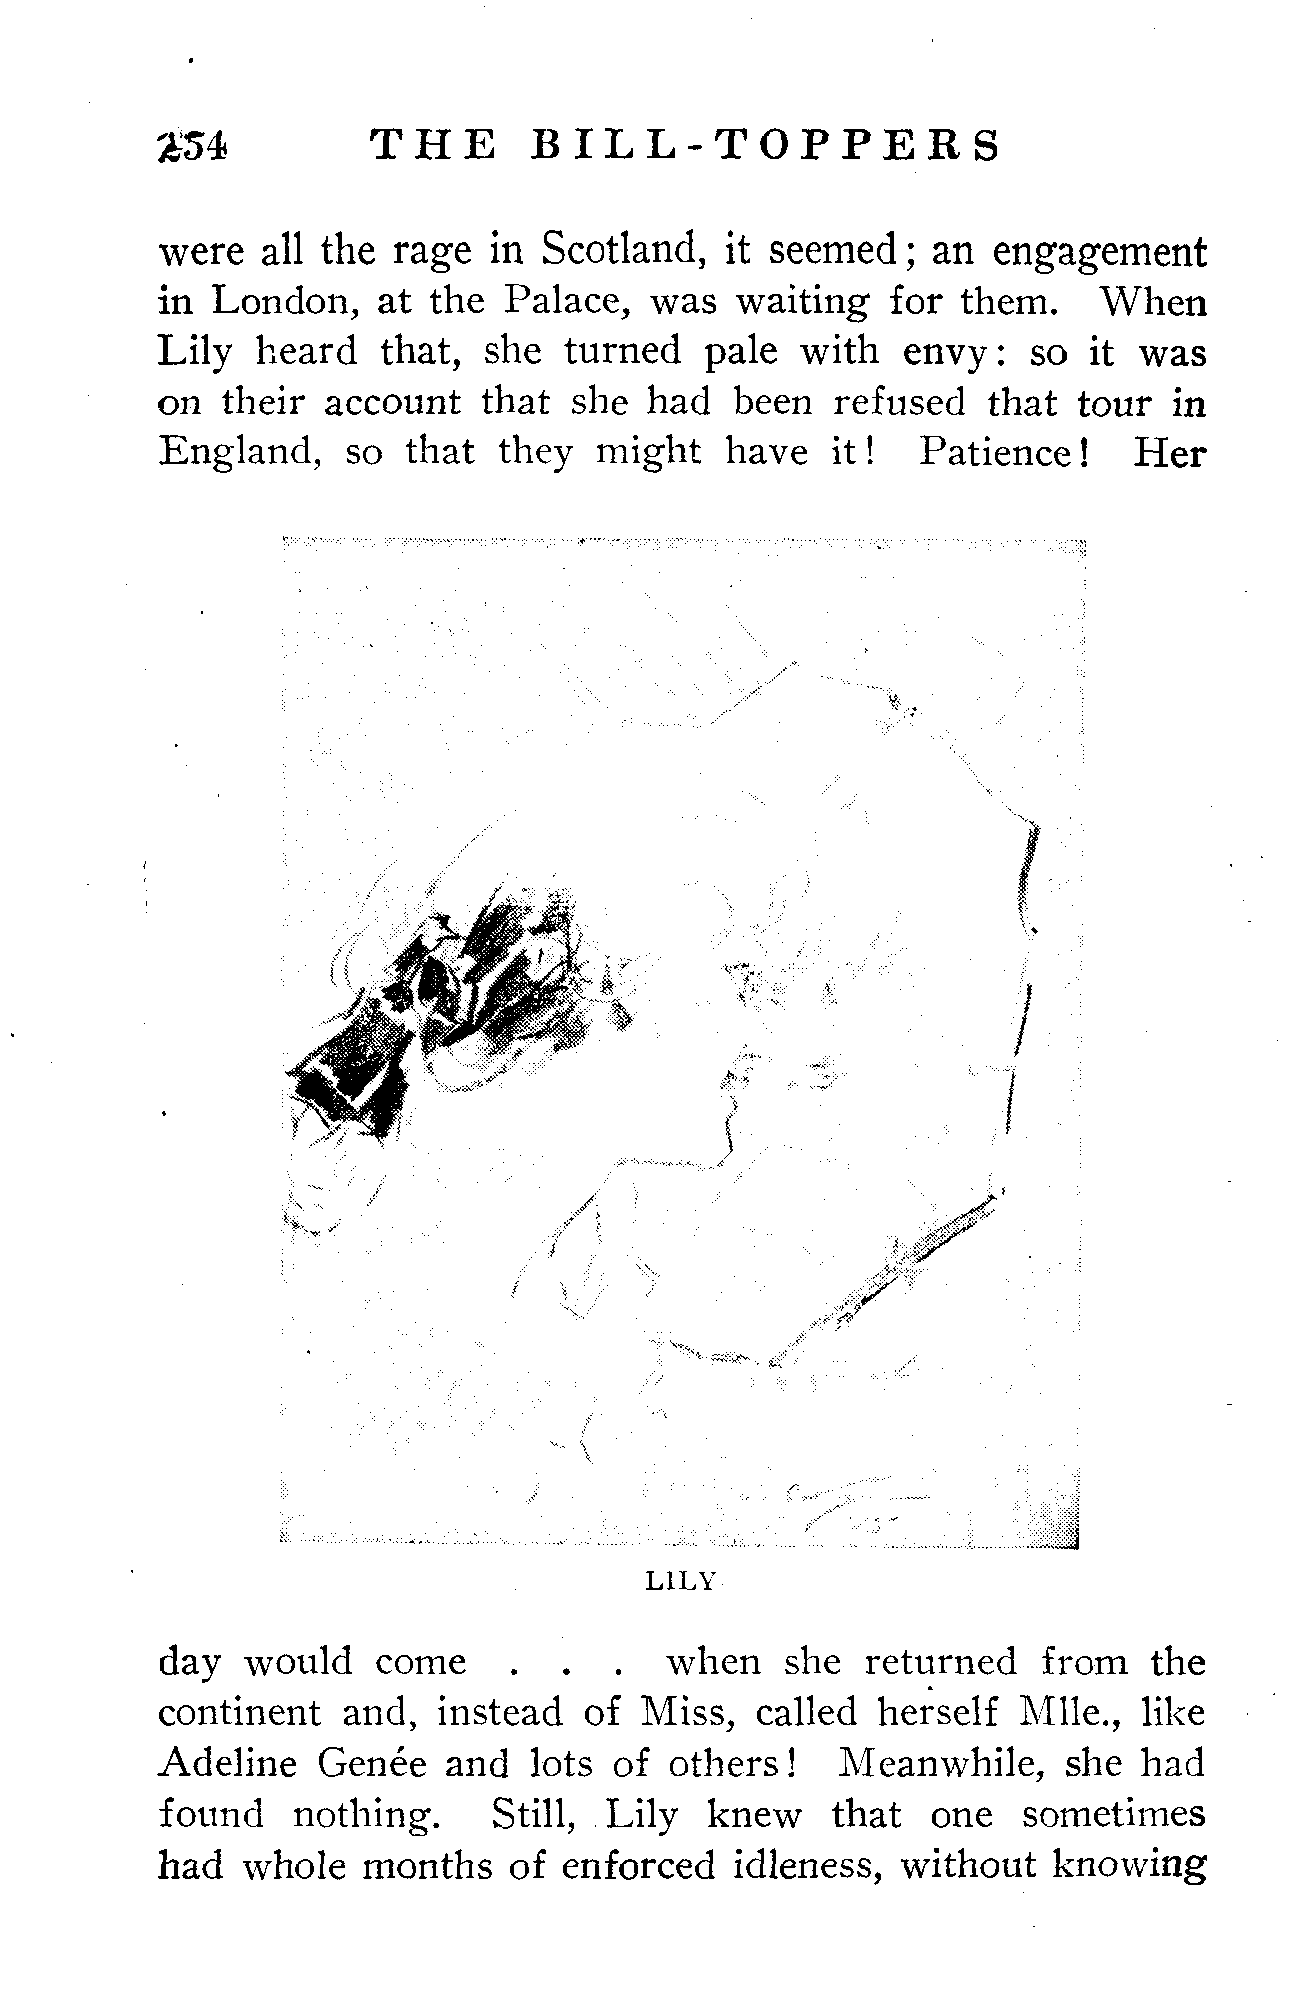 254 THE BILL-TOPPERS
were all the rage in Scotland, it seemed; an engagement
in London, at the Palace, was waiting for them. When
Lily heard that, she turned pale with envy: so it was
on their account that she had been refused that tour in
England, so that they might have it! Patience! Her
LILY
day would come . . . when she returned from the
continent and, instead of Miss, called herself Mlle., like
Adeline Genée and lots of others! Meanwhile, she had
found nothing. Still, Lily knew that one sometimes
had whole months of enforced idleness, without knowing